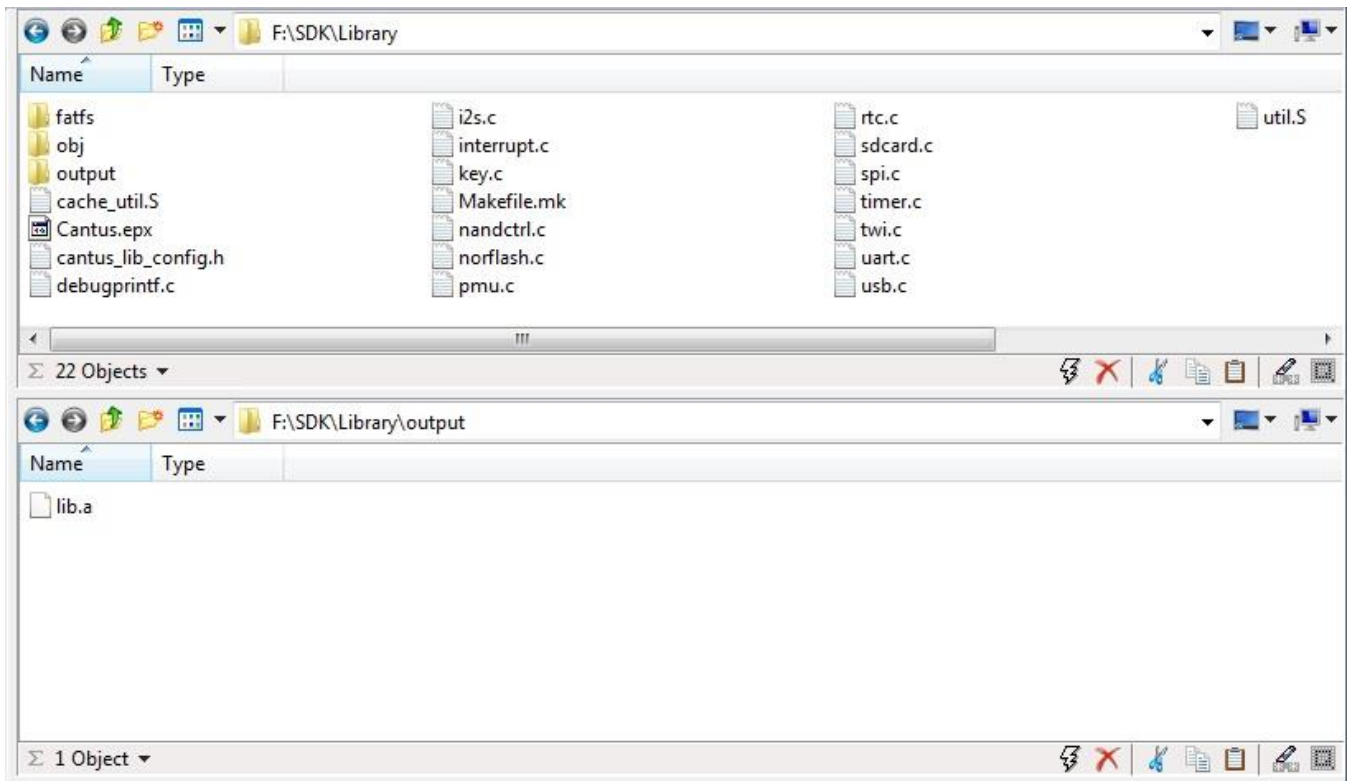 F:\SDK\Library
Name Type
fatfs
obj
output
cache_util.S
Cantus.epx
cantus_lib_config.h
debugprintf.c
i2s.c
interrupt.c
key.c
Makefile.mk
nandctrl.c
norflash.c
pmu.c
rtc.c
sdcard.c
spi.c
timer.c
twi.c
uart.c
usb.c
util.S
Σ 22 Objects
F:\SDK\Library\output
Name Type
lib.a
Σ 1 Object